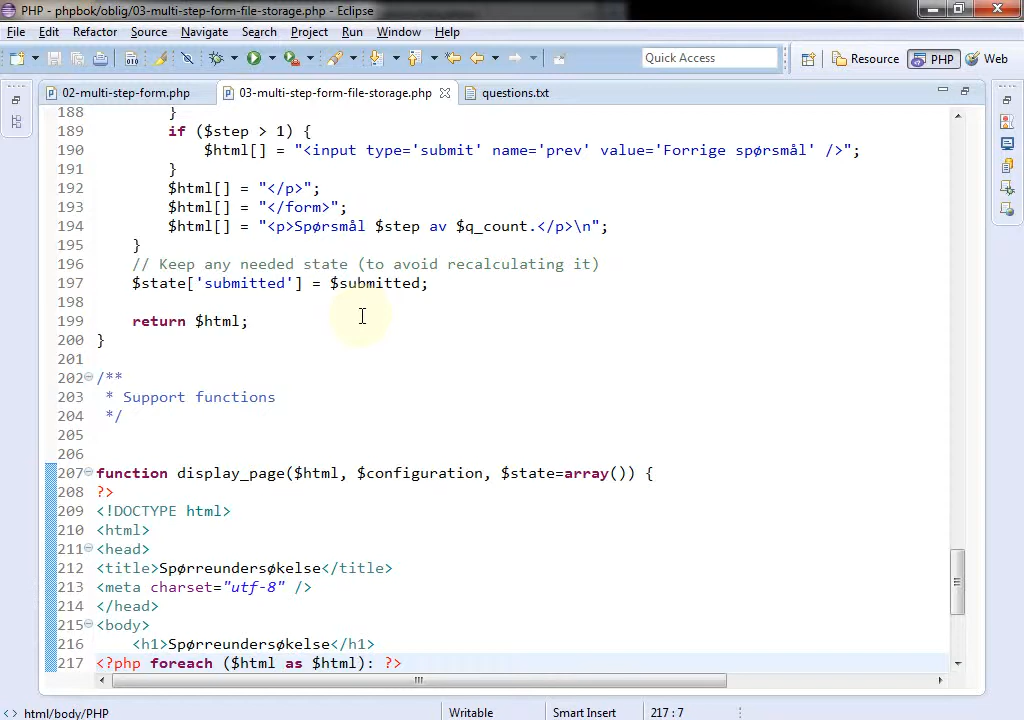 PHP - phpbok/oblig/03-multi-step-form-file-storage.php - Eclipse
File Edit Refactor Source Navigate Search Project Run Window Help
Quick Access Resource PHP Web
02-multi-step-form.php 03-multi-step-form-file-storage.php questions.txt
188 }
189 if ($step > 1) {
190 $html[] = "<input type='submit' name='prev' value='Forrige spørsmål' />";
191 }
192 $html[] = "</p>";
193 $html[] = "</form>";
194 $html[] = "<p>Spørsmål $step av $q_count.</p>\n";
195 }
196 // Keep any needed state (to avoid recalculating it)
197 $state['submitted'] = $submitted;
198
199 return $html;
200 }
201
202 /**
203 * Support functions
204 */
205
206
207 function display_page($html, $configuration, $state=array()) {
208 ?>
209 <!DOCTYPE html>
210 <html>
211 <head>
212 <title>Spørreundersøkelse</title>
213 <meta charset="utf-8" />
214 </head>
215 <body>
216 <h1>Spørreundersøkelse</h1>
217 <?php foreach ($html as $html): ?>
html/body/PHP Writable Smart Insert 217 : 7